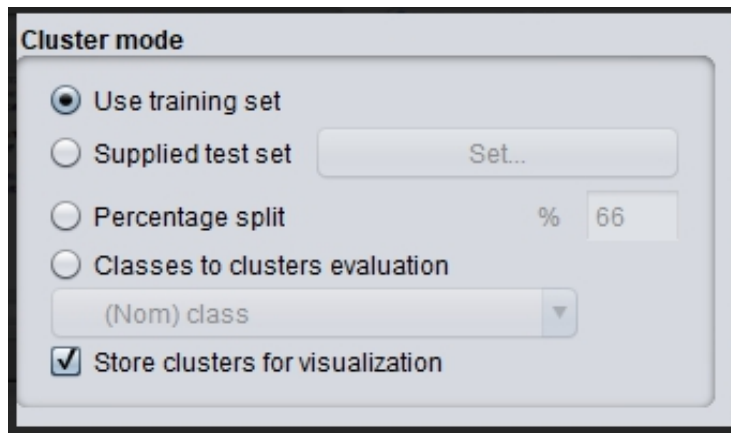 Cluster mode
Use training set
Supplied test set Set...
Percentage split % 66
Classes to clusters evaluation
(Nom) class
Store clusters for visualization